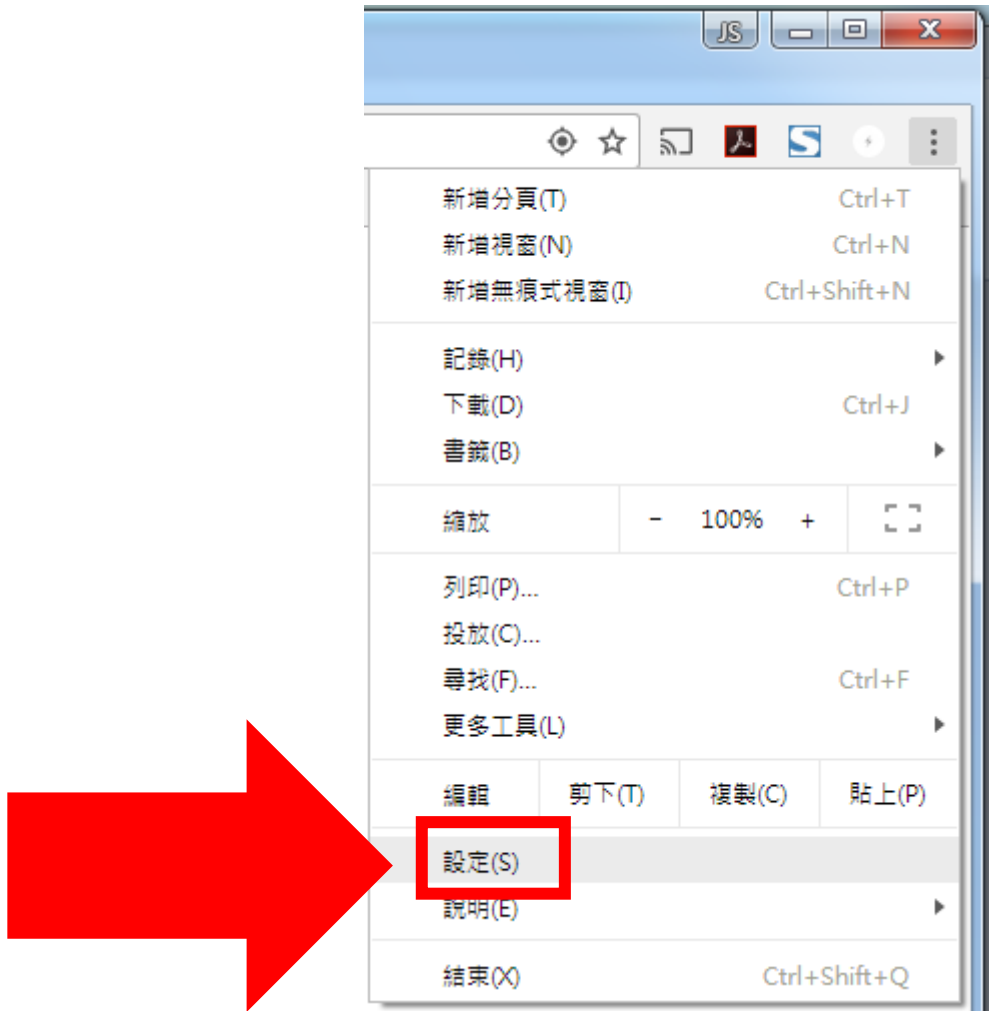 JS
新增分頁(T) Ctrl+T
新增視窗(N) Ctrl+N
新增無痕式視窗(I) Ctrl+Shift+N
記錄(H)
下載(D) Ctrl+J
書籤(B)
縮放 - 100% +
列印(P)... Ctrl+P
投放(C)...
尋找(F)... Ctrl+F
更多工具(L)
編輯 剪下(T) 複製(C) 貼上(P)
設定(S)
說明(E)
結束(X) Ctrl+Shift+Q